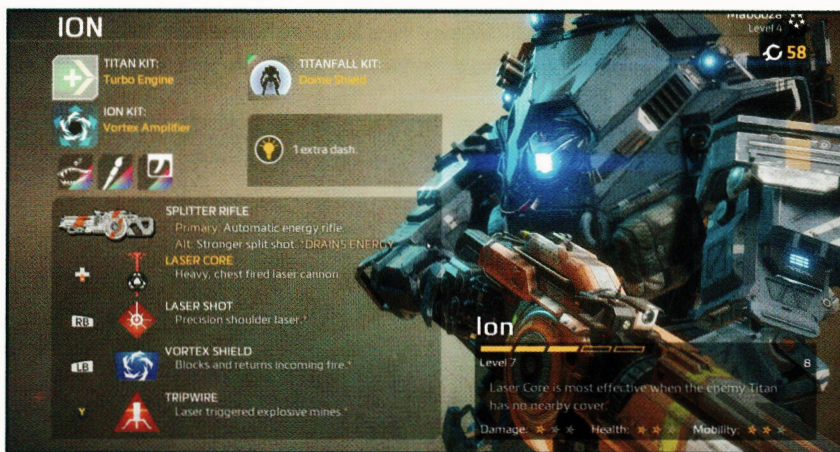 ION
Level 4
58
TITAN KIT:
Turbo Engine
TITANFALL KIT:
Dome Shield
ION KIT:
Vortex Amplifier
1 extra dash.
SPLITTER RIFLE
Primary: Automatic energy rifle.
Alt: Stronger split shot. *DRAINS ENERGY
LASER CORE
Heavy, chest fired laser cannon.
RB
LASER SHOT
Precision shoulder laser.*
LB
VORTEX SHIELD
Blocks and returns incoming fire.*
Y
TRIPWIRE
Laser triggered explosive mines.*
Ion
Level 7
8
Laser Core is most effective when the enemy Titan
has no nearby cover.
Damage:
Health:
Mobility: